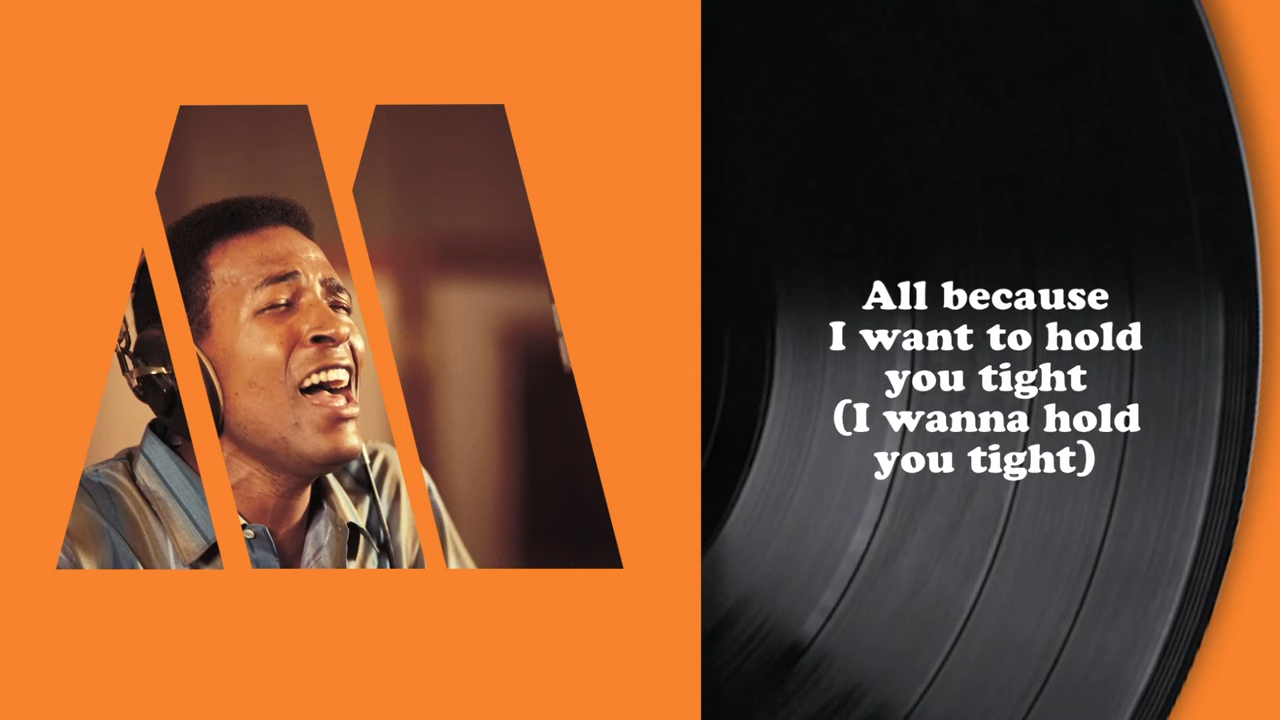 All because
I want to hold
you tight
(I wanna hold
you tight)